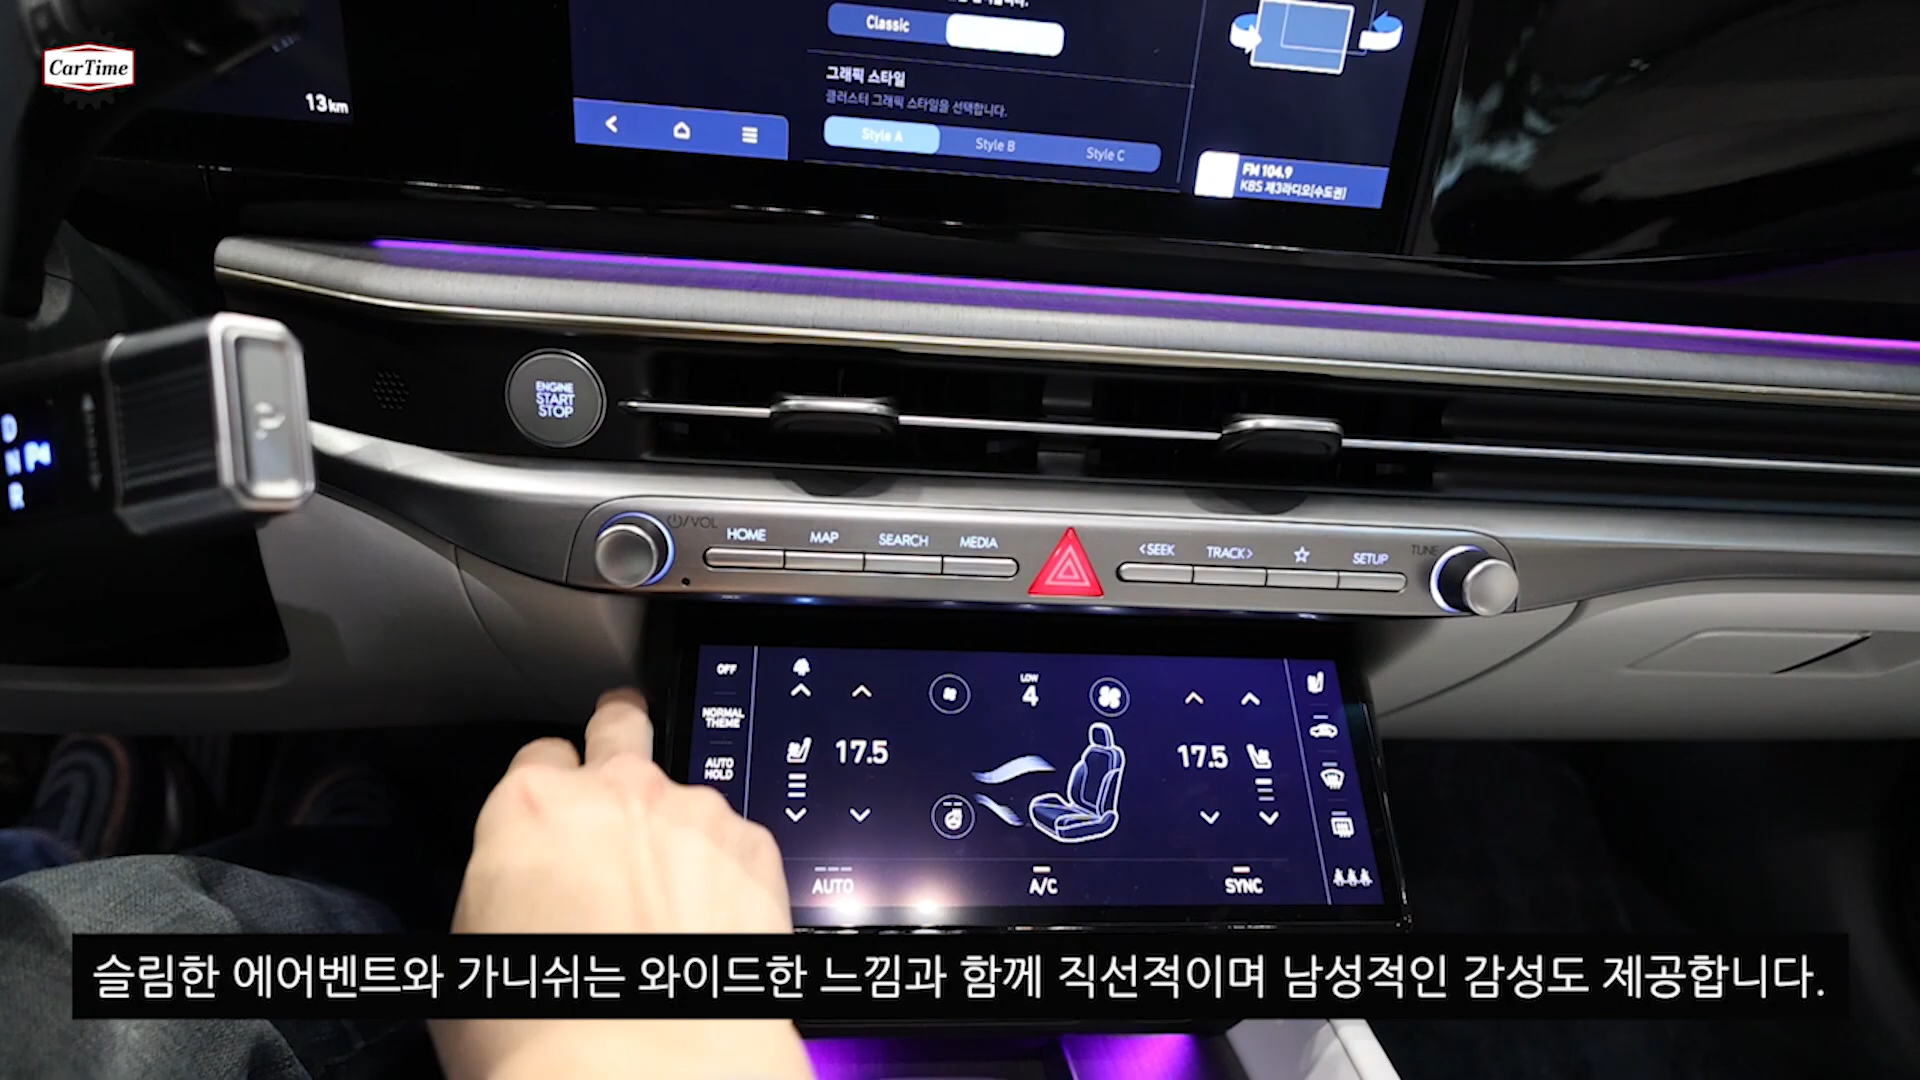 CarTime
13km
Classic
그래픽 스타일
클러스터 그래픽 스타일을 선택합니다.
Style A
Style B
Style C
FM 104.9
KBS 제3라디오[수도권]
ENGINE
START
STOP
D
N
R
P
/VOL
HOME
MAP
SEARCH
MEDIA
<SEEK
TRACK>
SETUP
TUNE
OFF
NORMAL
THEME
AUTO
HOLD
LOW
4
17.5
17.5
AUTO
A/C
SYNC
슬림한 에어벤트와 가니쉬는 와이드한 느낌과 함께 직선적이며 남성적인 감성도 제공합니다.